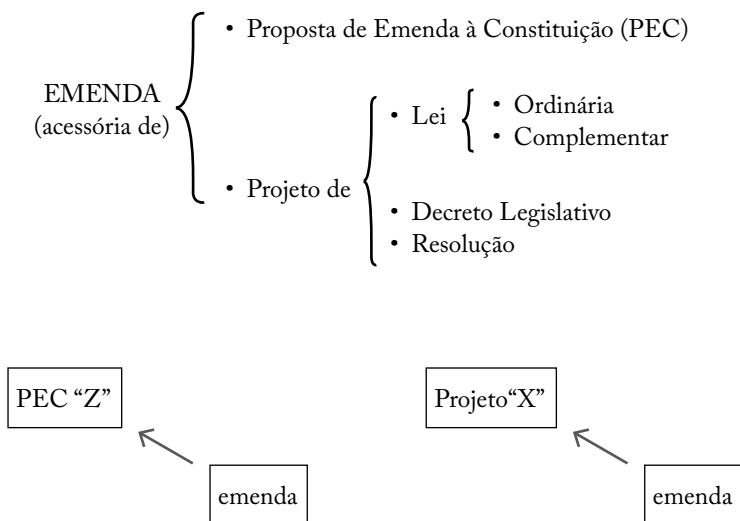 • Proposta de Emenda à Constituição (PEC)
EMENDA
(acessória de)
• Projeto de
• Lei
• Ordinária
• Complementar
• Decreto Legislativo
• Resolução
PEC “Z”
emenda
Projeto“X”
emenda